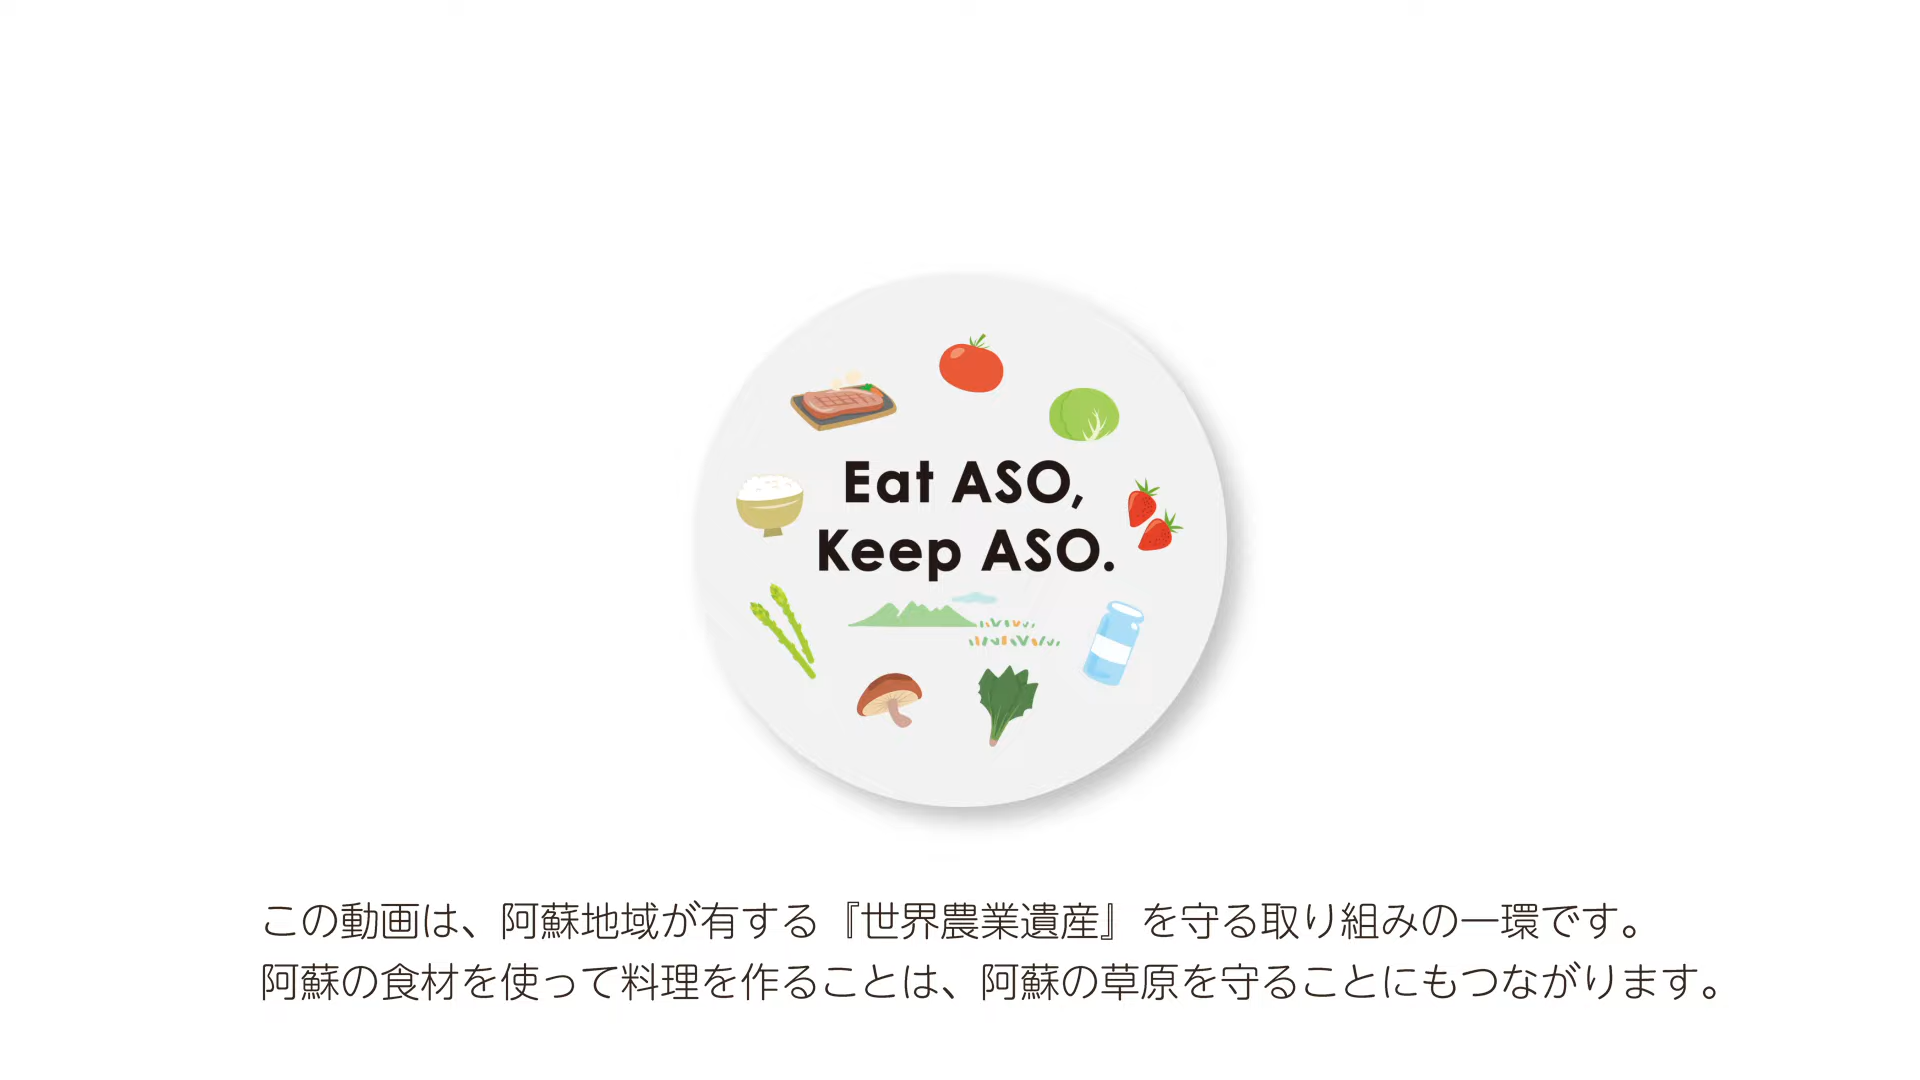 Eat ASO,
Keep ASO.
この動画は、阿蘇地域が有する『世界農業遺産』を守る取り組みの一環です。
阿蘇の食材を使って料理を作ることは、阿蘇の草原を守ることにもつながります。